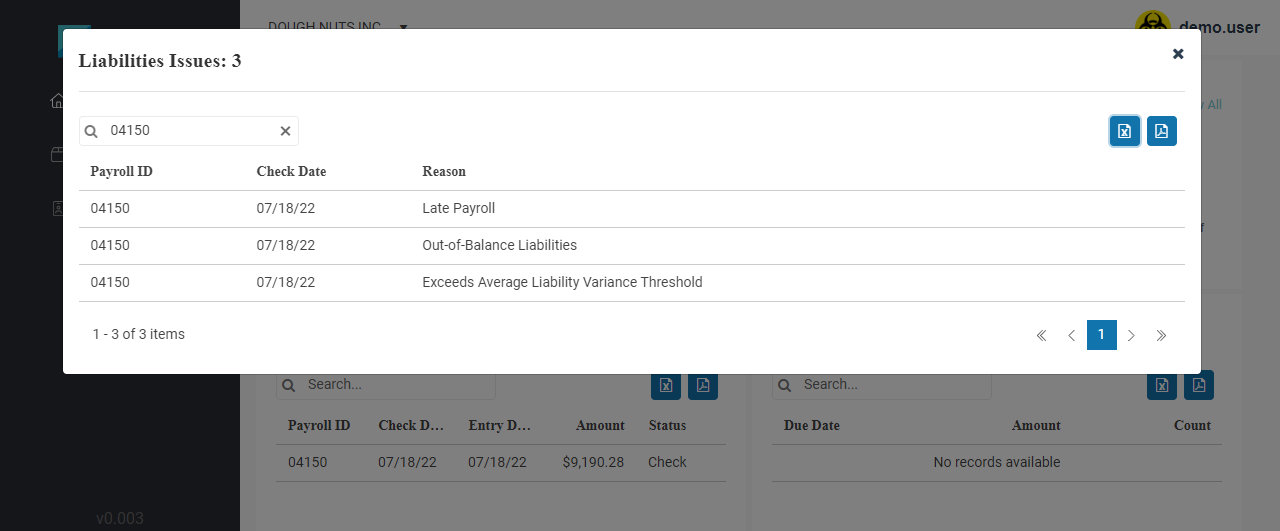 DOUGH NUTS INC
demo.user
Liabilities Issues: 3
All
04150
Payroll ID Check Date Reason
04150 07/18/22 Late Payroll
04150 07/18/22 Out-of-Balance Liabilities
04150 07/18/22 Exceeds Average Liability Variance Threshold
1 - 3 of 3 items
1
Search... Search...
Payroll ID Check D... Entry D... Amount Status Due Date Amount Count
04150 07/18/22 07/18/22 $9,190.28 Check No records available
v0.003